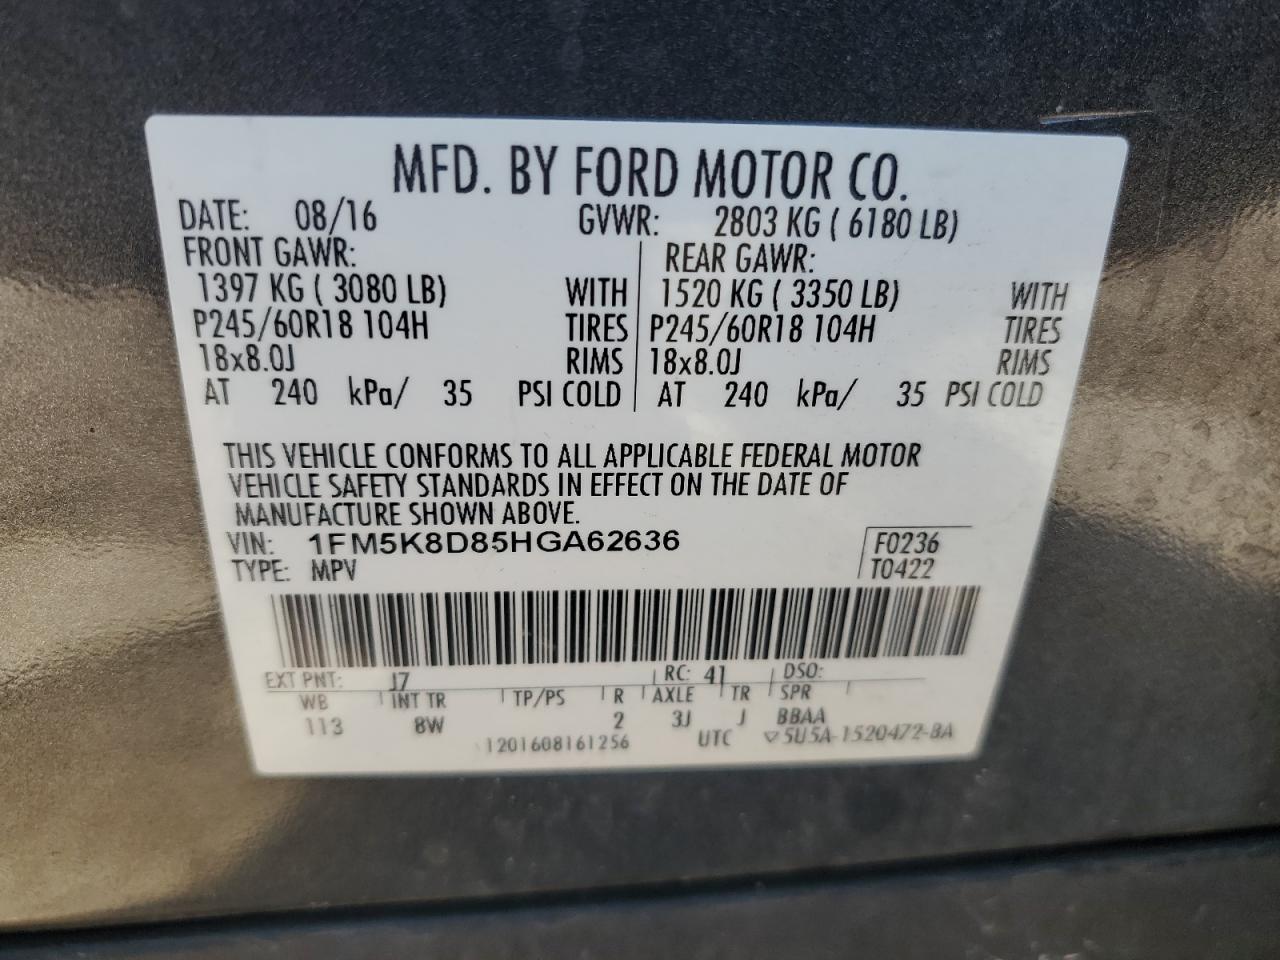 MFD. BY FORD MOTOR CO.
DATE: 08/16 GVWR: 2803 KG ( 6180 LB)
FRONT GAWR: REAR GAWR:
1397 KG ( 3080 LB) WITH 1520 KG ( 3350 LB) WITH
P245/60R18 104H TIRES P245/60R18 104H TIRES
18x8.0J RIMS 18x8.0J RIMS
AT 240 kPa/ 35 PSI COLD AT 240 kPa/ 35 PSI COLD
THIS VEHICLE CONFORMS TO ALL APPLICABLE FEDERAL MOTOR
VEHICLE SAFETY STANDARDS IN EFFECT ON THE DATE OF
MANUFACTURE SHOWN ABOVE.
VIN: 1FM5K8D85HGA62636 F0236
TYPE: MPV T0422
EXT PNT: J7 RC: 41 DSO:
WB INT TR TP/PS R AXLE TR SPR
113 8W 2 3J J BBAA
1201608161256 UTC ▽5U5A-1520472-BA